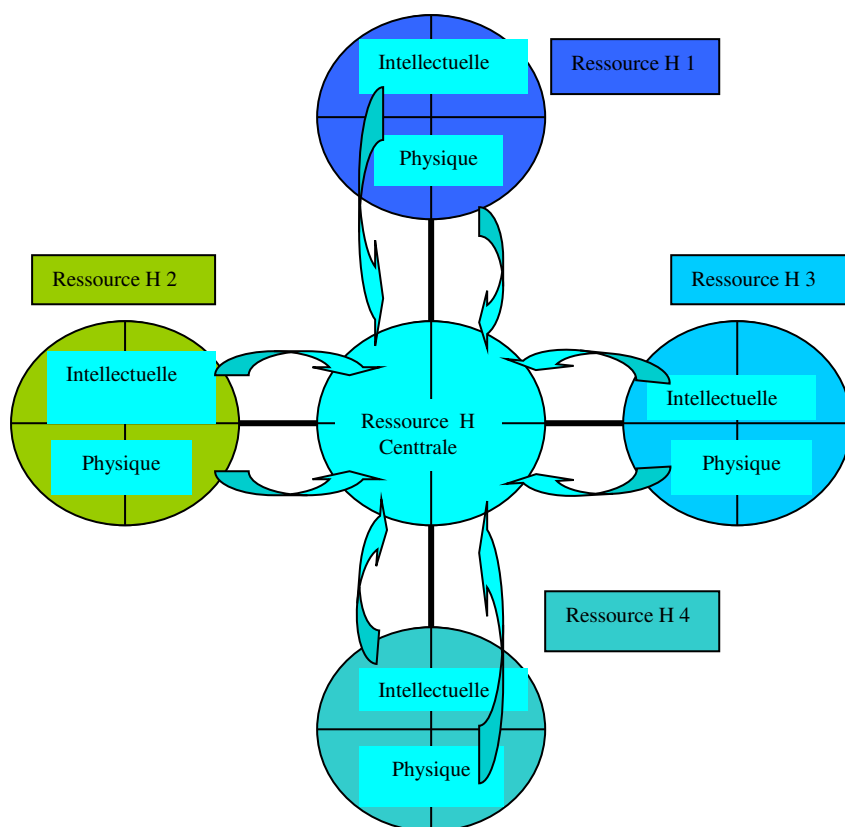 Intellectuelle
Ressource H 1
Physique
Ressource H 2
Ressource H 3
Intellectuelle
Physique
Ressource H
Centtrale
Intellectuelle
Physique
Ressource H 4
Intellectuelle
Physique